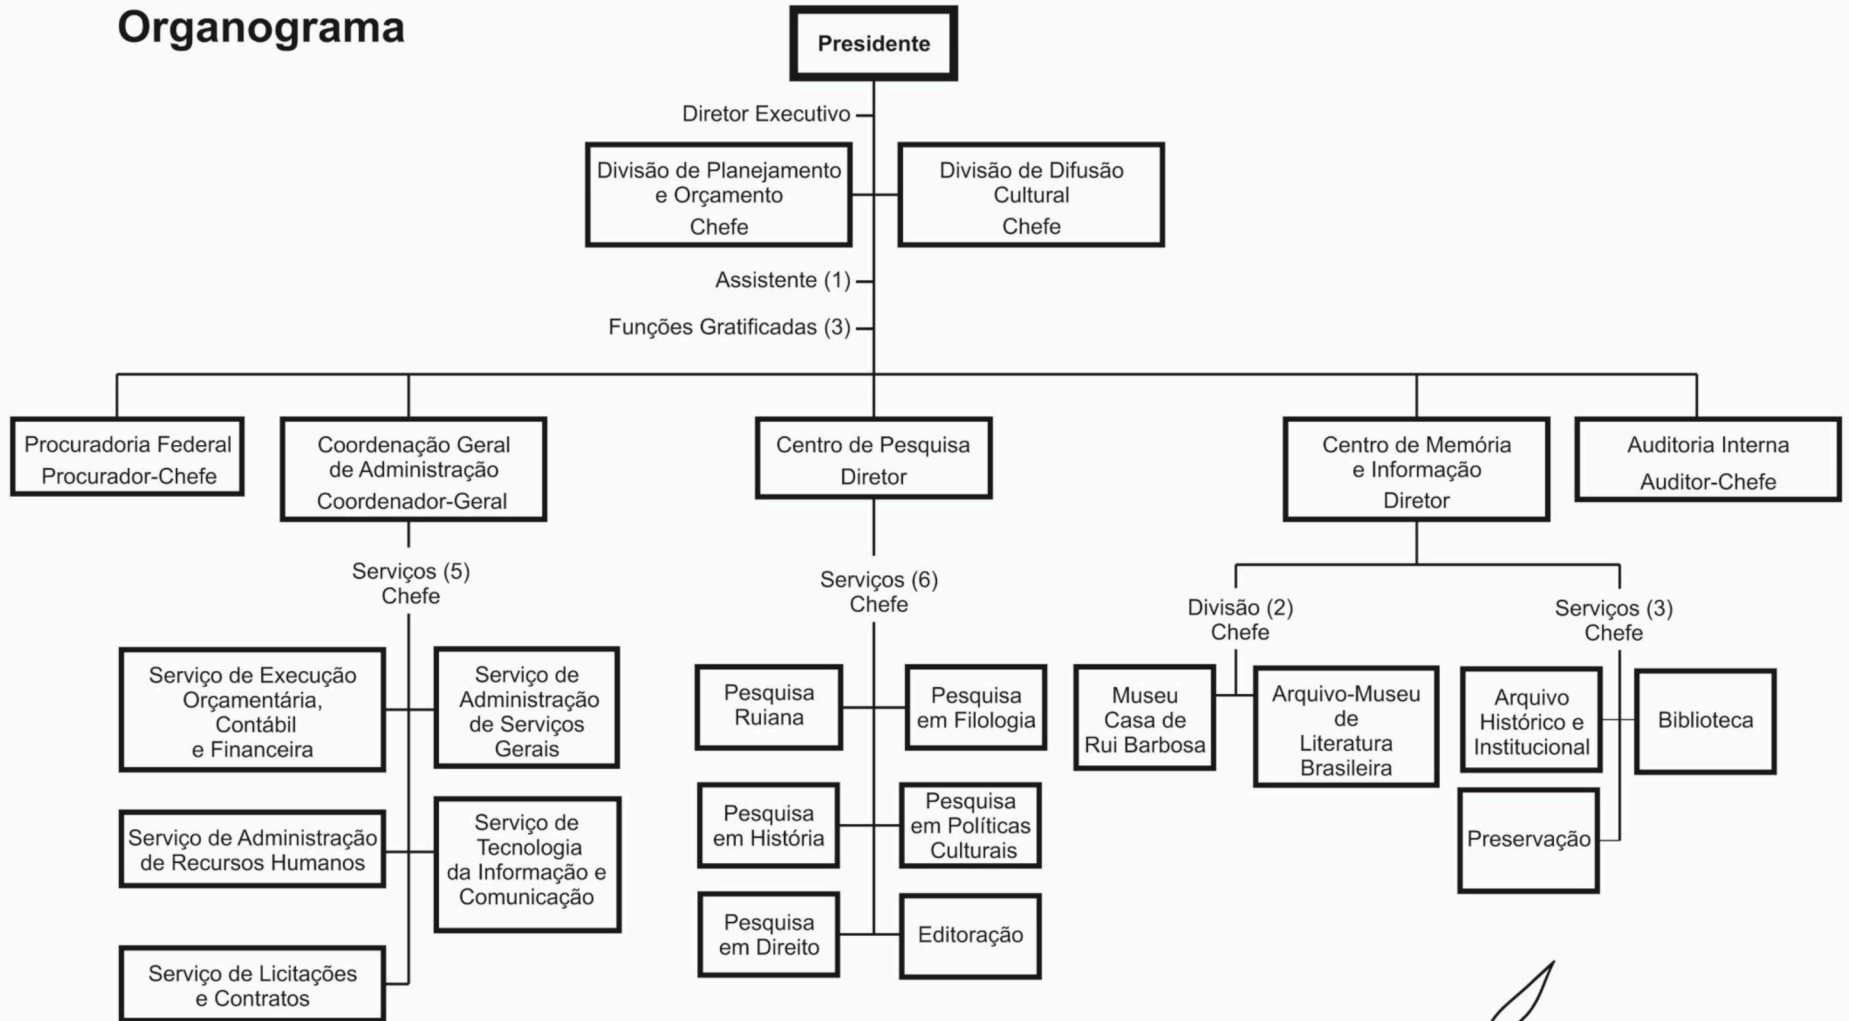 Organograma
Presidente
Diretor Executivo
Divisão de Planejamento
e Orçamento
Chefe
Divisão de Difusão
Cultural
Chefe
Assistente (1)
Funções Gratificadas (3)
Procuradoria Federal
Procurador-Chefe
Coordenação Geral
de Administração
Coordenador-Geral
Centro de Pesquisa
Diretor
Centro de Memória
e Informação
Diretor
Auditoria Interna
Auditor-Chefe
Serviços (5)
Chefe
Serviço de Execução
Orçamentária,
Contábil
e Financeira
Serviço de
Administração
de Serviços
Gerais
Serviço de Administração
de Recursos Humanos
Serviço de
Tecnologia
da Informação e
Comunicação
Serviço de Licitações
e Contratos
Serviços (6)
Chefe
Pesquisa
Ruiana
Pesquisa
em Filologia
Pesquisa
em História
Pesquisa
em Políticas
Culturais
Pesquisa
em Direito
Editoração
Divisão (2)
Chefe
Museu
Casa de
Rui Barbosa
Arquivo-Museu
de
Literatura
Brasileira
Serviços (3)
Chefe
Arquivo
Histórico e
Institucional
Biblioteca
Preservação